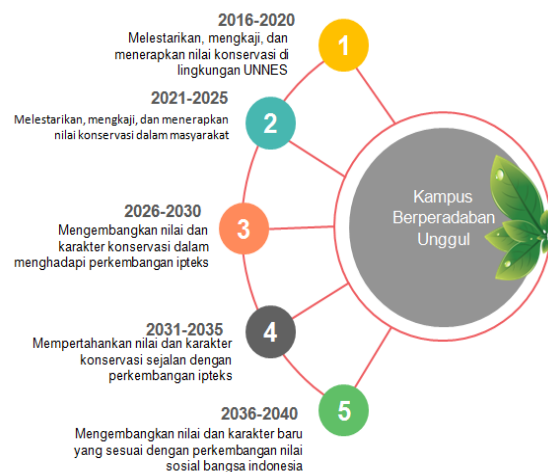 2016-2020
Melestarikan, mengkaji, dan
menerapkan nilai konservasi di
lingkungan UNNES
1
2021-2025
Melestarikan, mengkaji, dan menerapkan
nilai konservasi dalam masyarakat
2
2026-2030
Mengembangkan nilai dan
karakter konservasi dalam
menghadapi perkembangan ipteks
3
2031-2035
Mempertahankan nilai dan karakter
konservasi sejalan dengan
perkembangan ipteks
4
2036-2040
Mengembangkan nilai dan karakter baru
yang sesuai dengan perkembangan nilai
sosial bangsa indonesia
5
Kampus
Berperadaban
Unggul